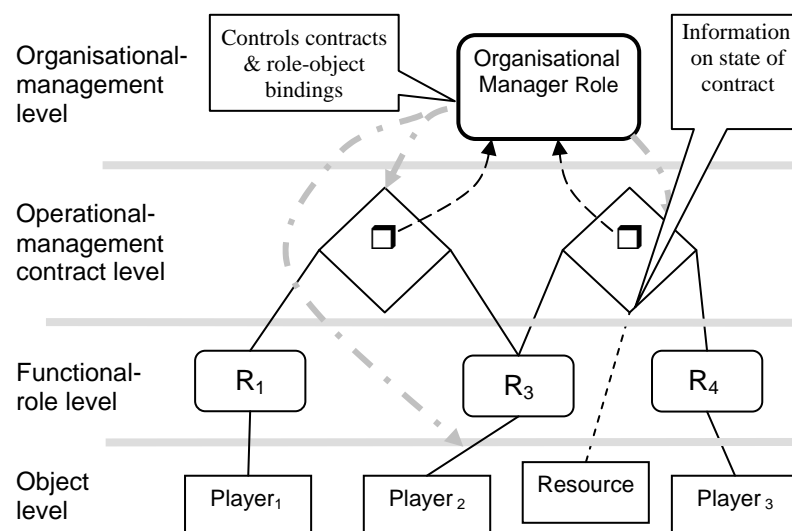 Organisational-
management
level
Controls contracts
& role-object
bindings
Organisational
Manager Role
Information
on state of
contract
Operational-
management
contract level
Functional-
role level
R1
R3
R4
Object
level
Player1
Player 2
Resource
Player 3